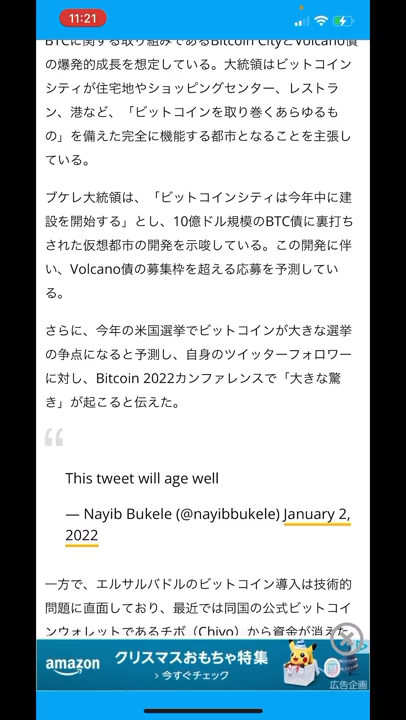 11:21
BTCに関する取り組みであるBitcoin CityとVolcano債
の爆発的成長を想定している。大統領はビットコイン
シティが住宅地やショッピングセンター、レストラ
ン、港など、「ビットコインを取り巻くあらゆるも
の」を備えた完全に機能する都市となることを主張し
ている。
ブケレ大統領は、「ビットコインシティは今年中に建
設を開始する」とし、10億ドル規模のBTC債に裏打ち
された仮想都市の開発を示唆している。この開発に伴
い、Volcano債の募集枠を超える応募を予測してい
る。
さらに、今年の米国選挙でビットコインが大きな選挙
の争点になると予測し、自身のツイッターフォロワー
に対し、Bitcoin 2022カンファレンスで「大きな驚
き」が起こると伝えた。
“
This tweet will age well
— Nayib Bukele (@nayibbukele) January 2,
2022
一方で、エルサルバドルのビットコイン導入は技術的
問題に直面しており、最近では同国の公式ビットコイ
ンウォレットであるチボ（Chivo）から資金が消えた
amazon
クリスマスおもちゃ特集
› 今すぐチェック
広告企画